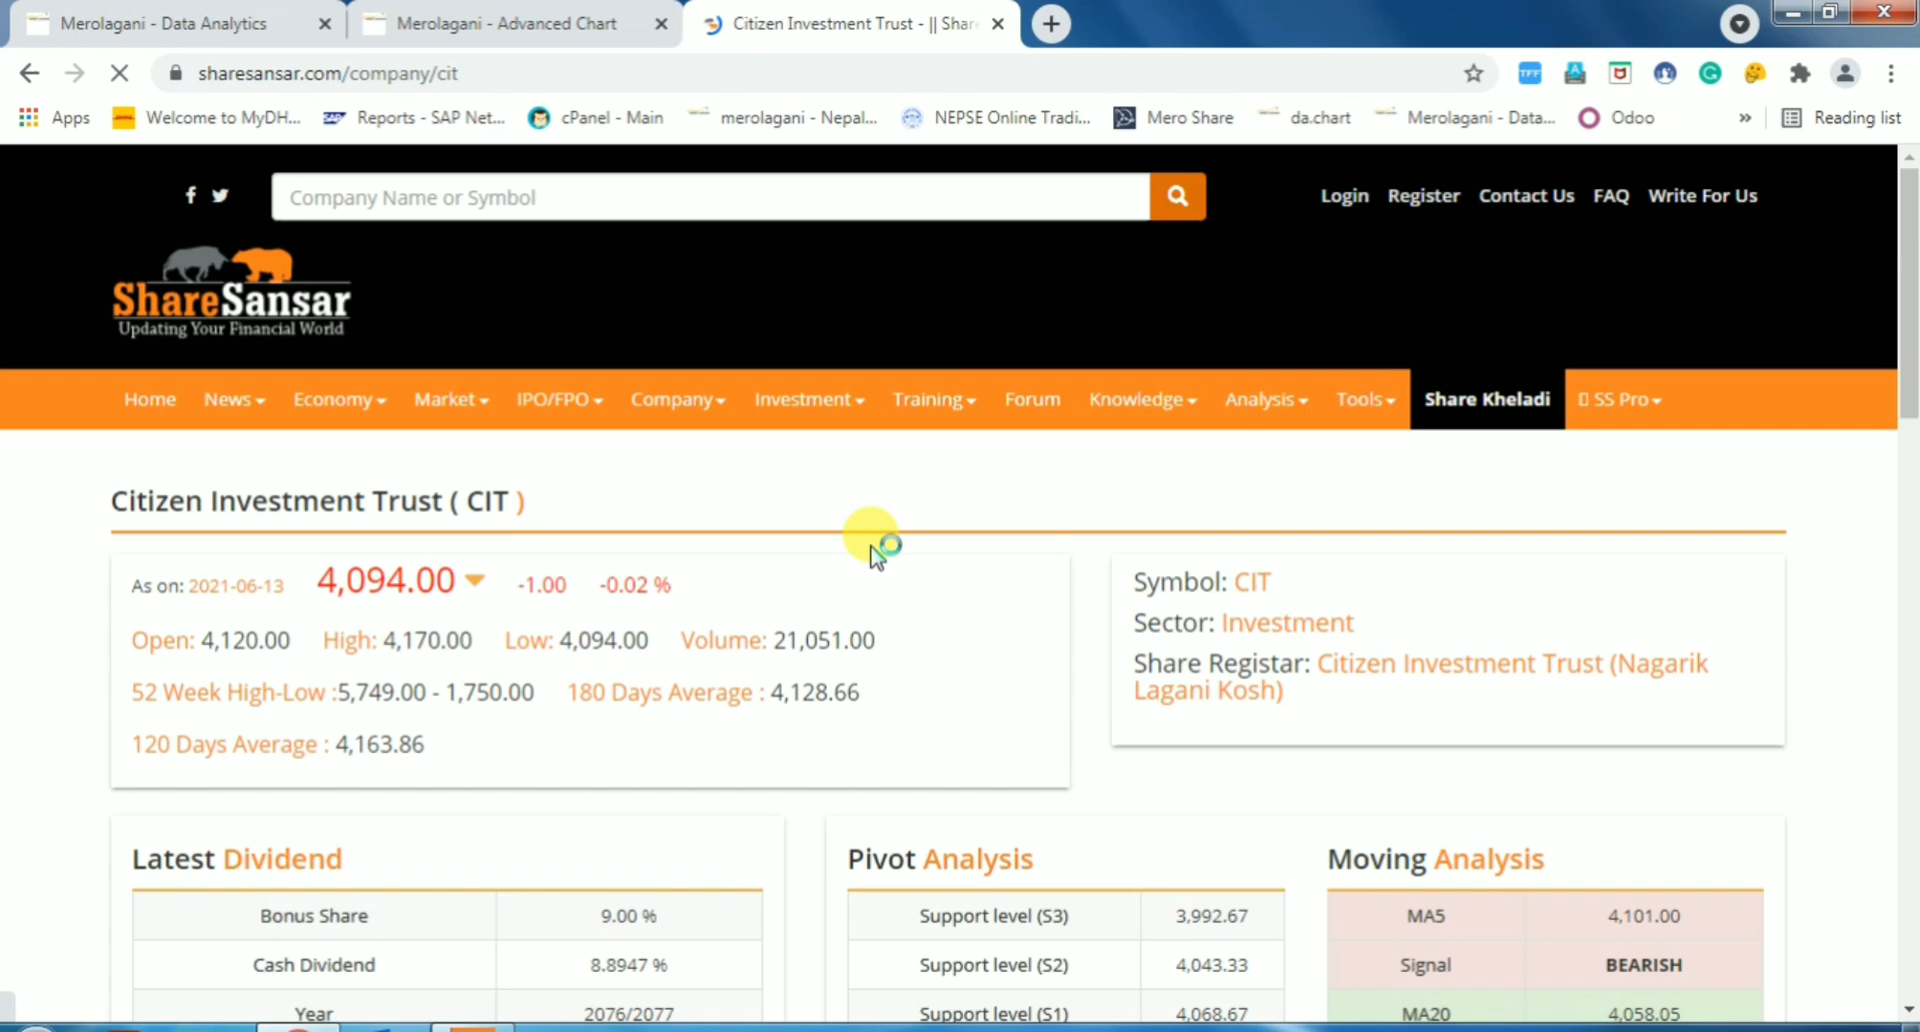 Merolagani - Data Analytics
Merolagani - Advanced Chart
Citizen Investment Trust - || Shar
sharesansar.com/company/cit
TFF
Apps Welcome to MyDH... SAP Reports - SAP Net... cPanel - Main merolagani - Nepal... NEPSE Online Tradi... Mero Share da.chart Merolagani - Data... Odoo » Reading list
Company Name or Symbol
Login Register Contact Us FAQ Write For Us
ShareSansar
Updating Your Financial World
Home News Economy Market IPO/FPO Company Investment Training Forum Knowledge Analysis Tools Share Kheladi SS Pro
Citizen Investment Trust ( CIT )
As on: 2021-06-13 4,094.00 -1.00 -0.02 %
Open: 4,120.00 High: 4,170.00 Low: 4,094.00 Volume: 21,051.00
52 Week High-Low :5,749.00 - 1,750.00 180 Days Average : 4,128.66
120 Days Average : 4,163.86
Symbol: CIT
Sector: Investment
Share Registar: Citizen Investment Trust (Nagarik
Lagani Kosh)
Latest Dividend
Bonus Share 9.00 %
Cash Dividend 8.8947 %
Year 2076/2077
Pivot Analysis
Support level (S3) 3,992.67
Support level (S2) 4,043.33
Support level (S1) 4,068.67
Moving Analysis
MA5 4,101.00
Signal BEARISH
MA20 4,058.05